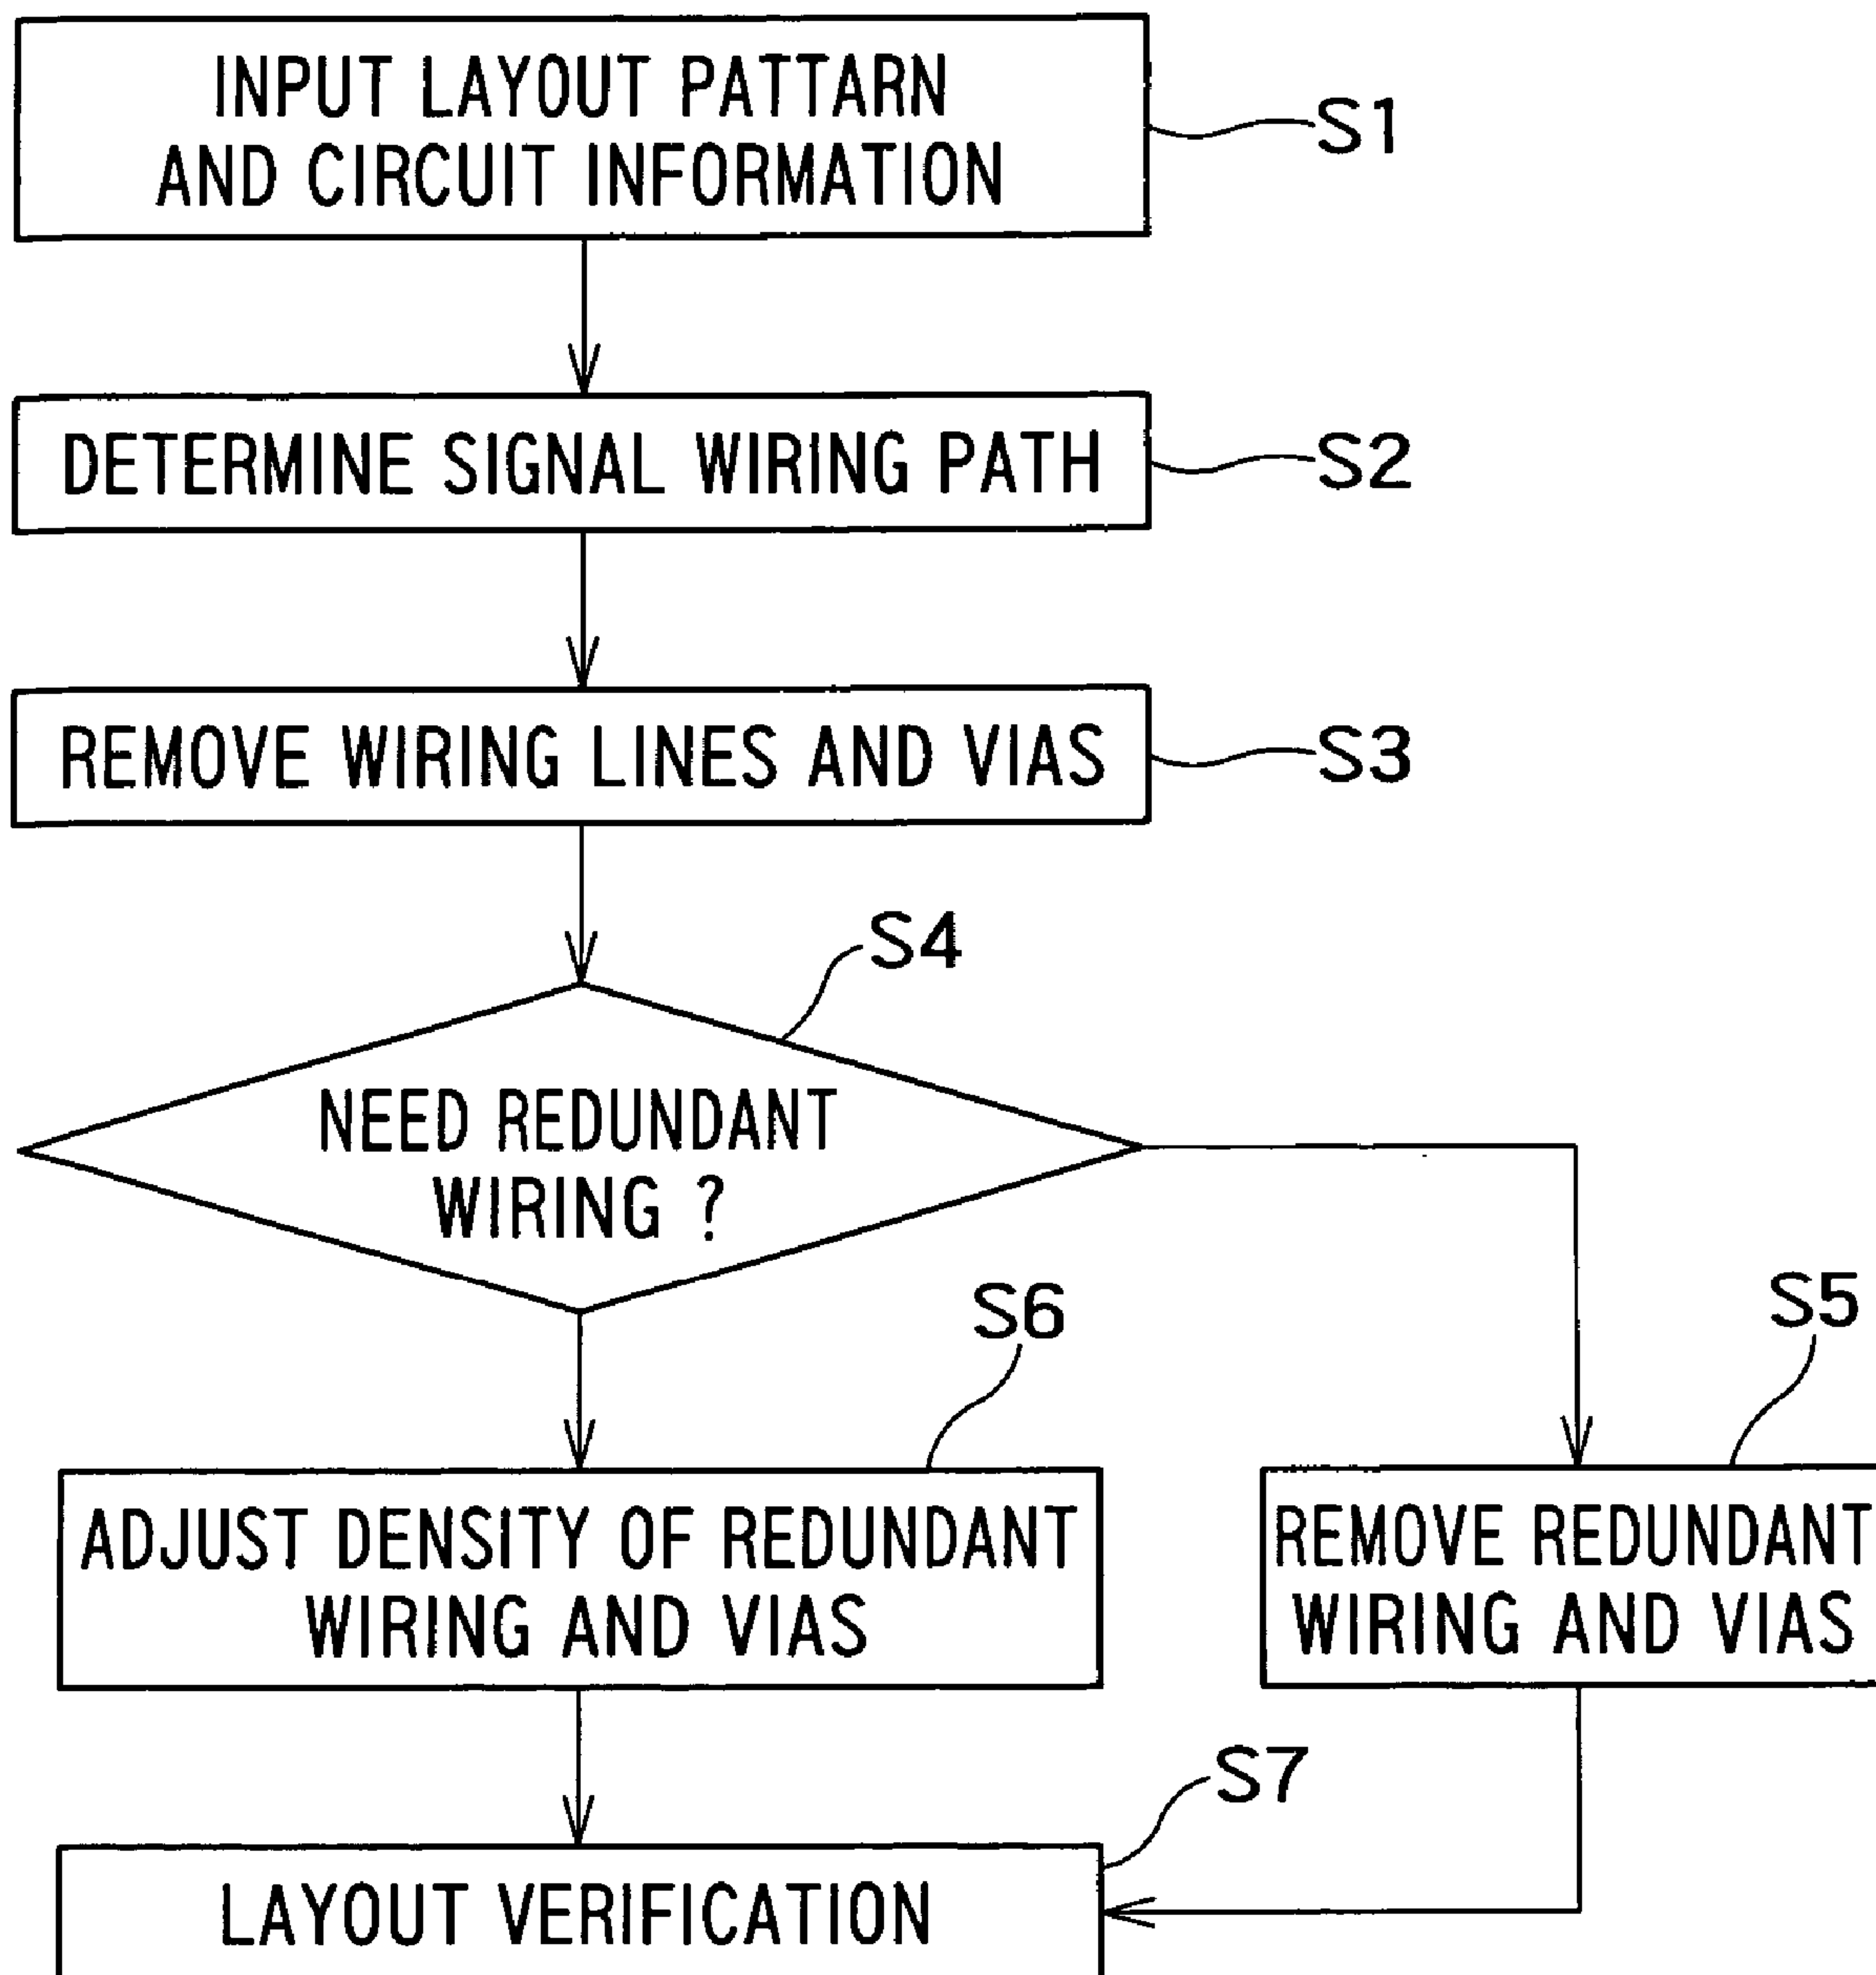 INPUT LAYOUT PATTARN
AND CIRCUIT INFORMATION
S1
DETERMINE SIGNAL WIRING PATH
S2
REMOVE WIRING LINES AND VIAS
S3
S4
NEED REDUNDANT
WIRING ?
S6
S5
ADJUST DENSITY OF REDUNDANT
WIRING AND VIAS
REMOVE REDUNDANT
WIRING AND VIAS
S7
LAYOUT VERIFICATION